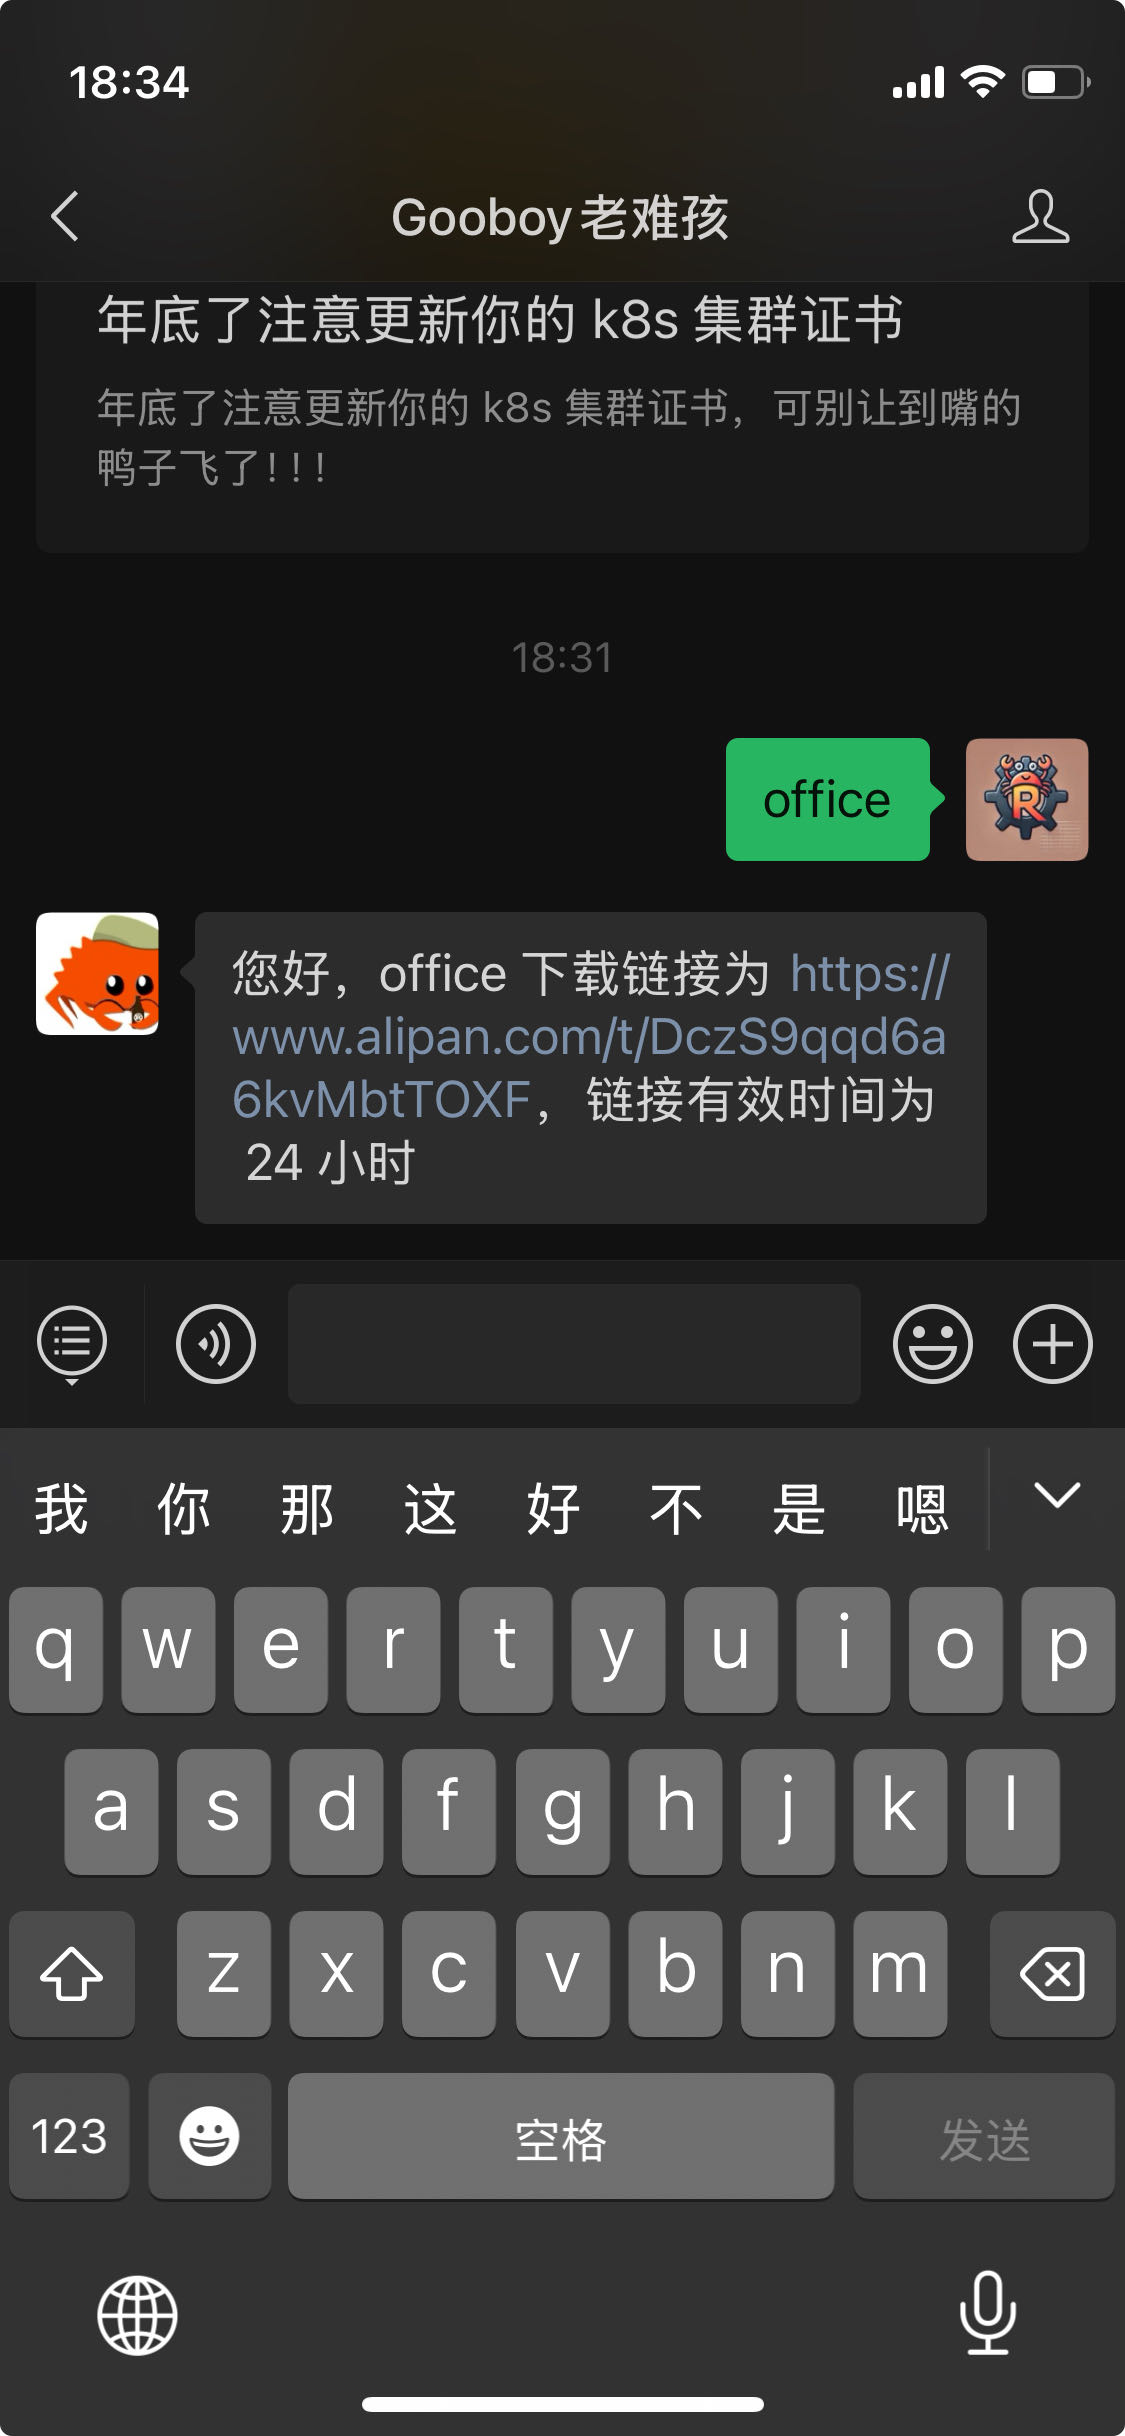 18:34
Gooboy老难孩
年底了注意更新你的 k8s 集群证书
年底了注意更新你的 k8s 集群证书，可别让到嘴的
鸭子飞了！！！
18:31
office
R
您好，office 下载链接为 https://
www.alipan.com/t/DczS9qqd6a
6kvMbtTOXF，链接有效时间为
24 小时
我 你 那 这 好 不 是 嗯
q w e r t y u i o p
a s d f g h j k l
z x c v b n m
123 空格 发送